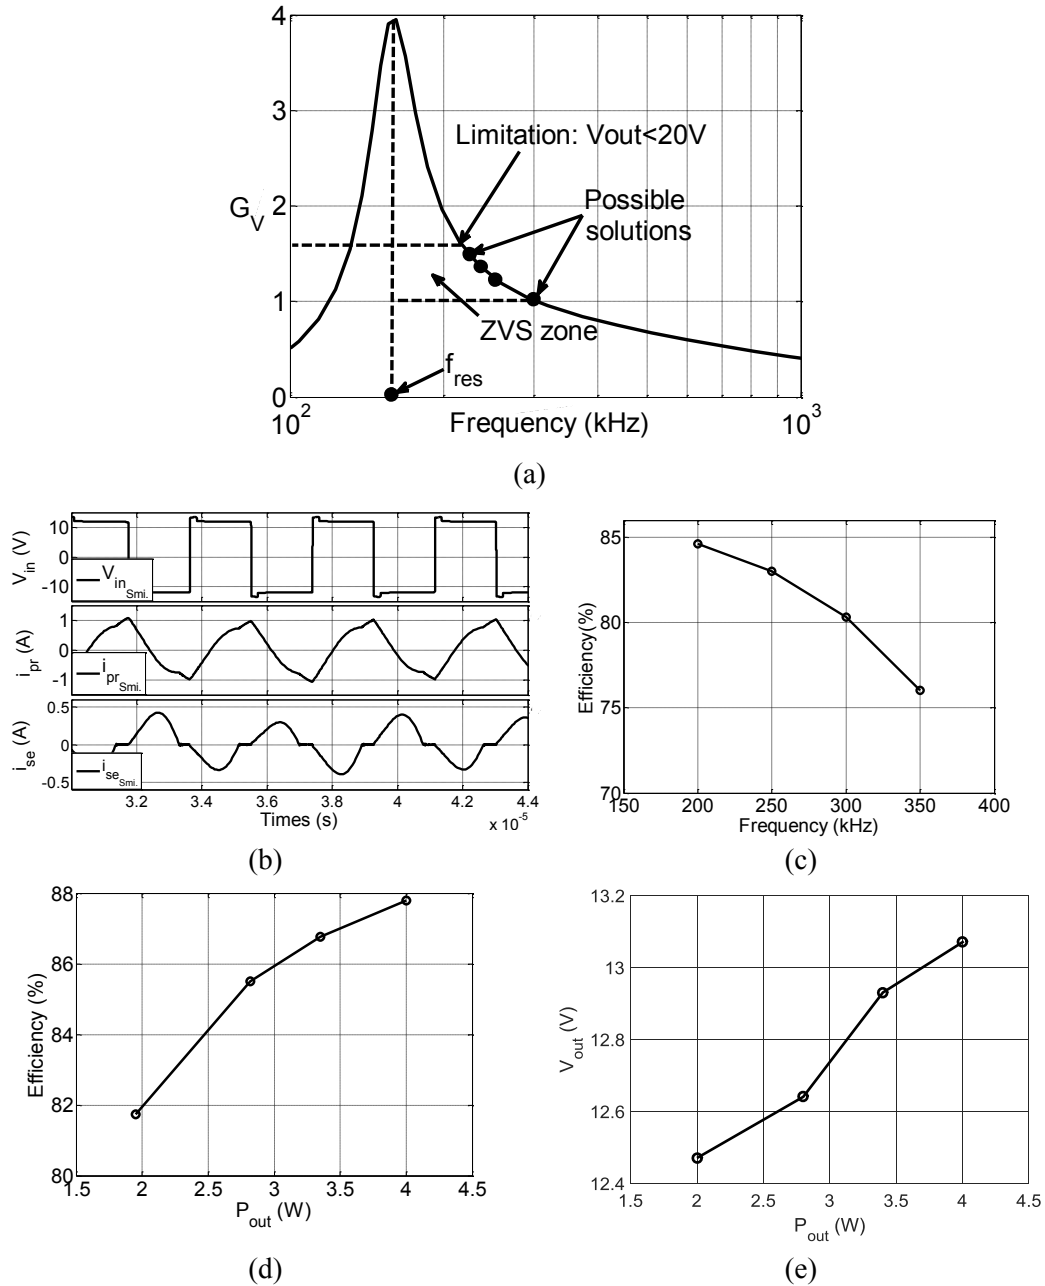 4
3
2
1
0
G_V
Limitation: Vout<20V
Possible
solutions
ZVS zone
f_res
10^2
Frequency (kHz)
10^3
(a)
10
0
-10
V_in (V)
V_in_Smi.
1
0
-1
i_pr (A)
i_pr_Smi.
0.5
0
-0.5
i_se (A)
i_se_Smi.
3.2 3.4 3.6 3.8 4 4.2 4.4
Times (s)
x 10^-5
(b)
85
80
75
70
Efficiency(%)
150 200 250 300 350 400
Frequency (kHz)
(c)
88
86
84
82
80
Efficiency (%)
1.5 2 2.5 3 3.5 4 4.5
P_out (W)
(d)
13.2
13
12.8
12.6
12.4
V_out (V)
1.5 2 2.5 3 3.5 4 4.5
P_out (W)
(e)